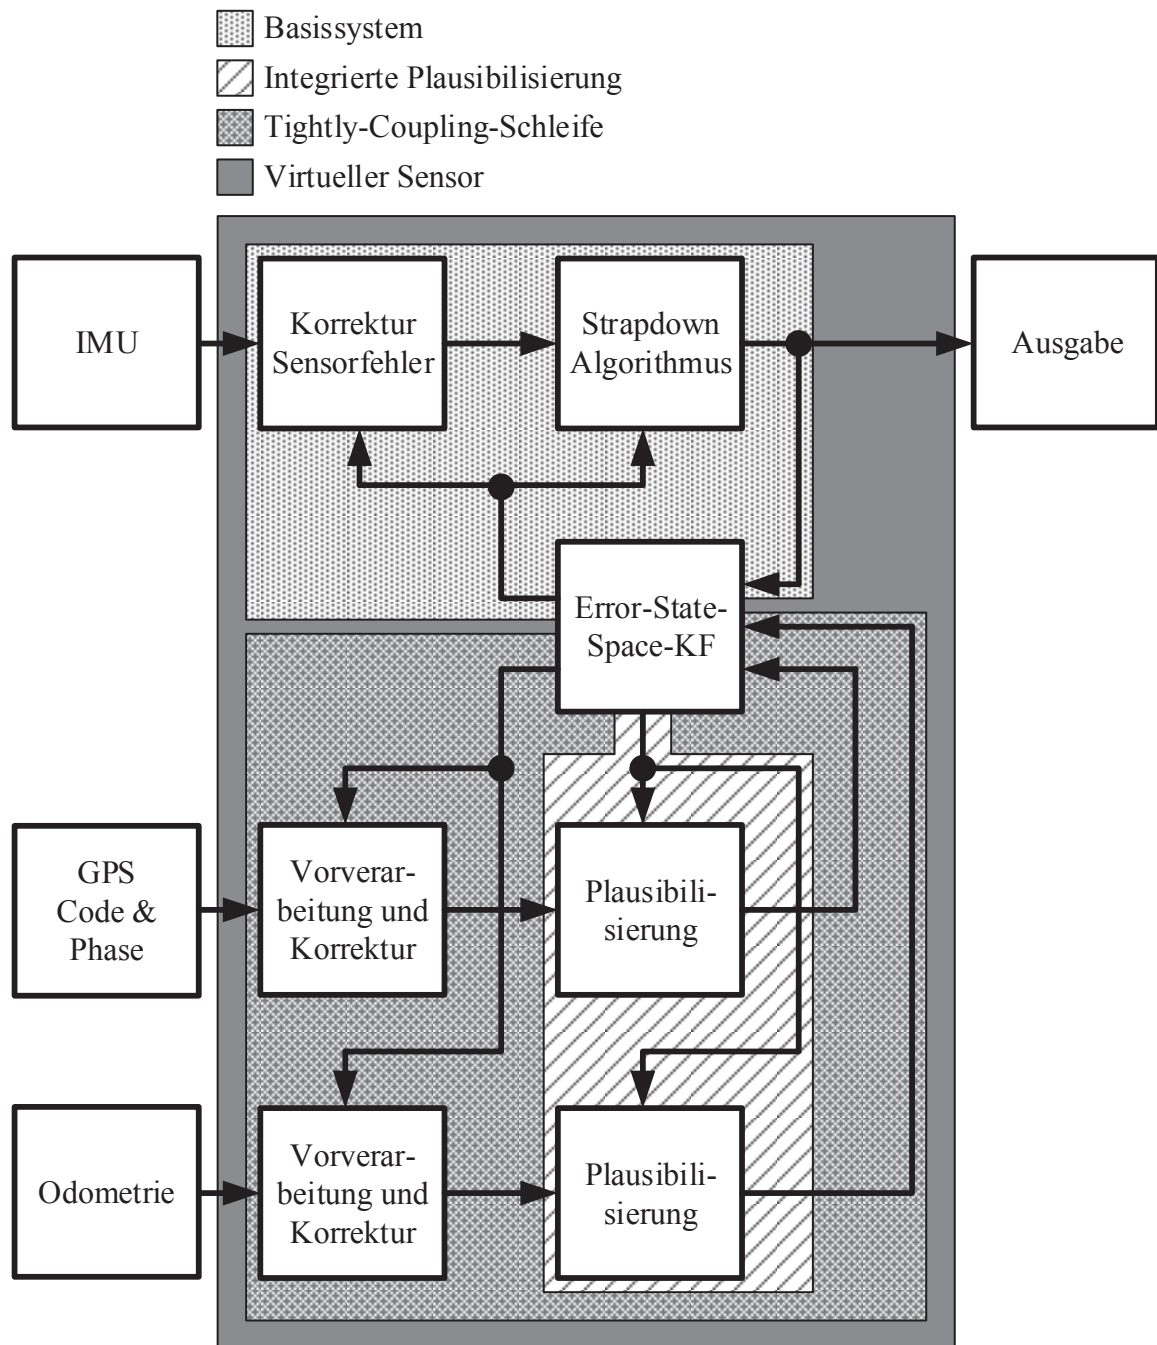 Basissystem
Integrierte Plausibilisierung
Tightly-Coupling-Schleife
Virtueller Sensor
IMU
Korrektur
Sensorfehler
Strapdown
Algorithmus
Ausgabe
Error-State-
Space-KF
GPS
Code &
Phase
Vorverar-
beitung und
Korrektur
Plausibili-
sierung
Odometrie
Vorverar-
beitung und
Korrektur
Plausibili-
sierung